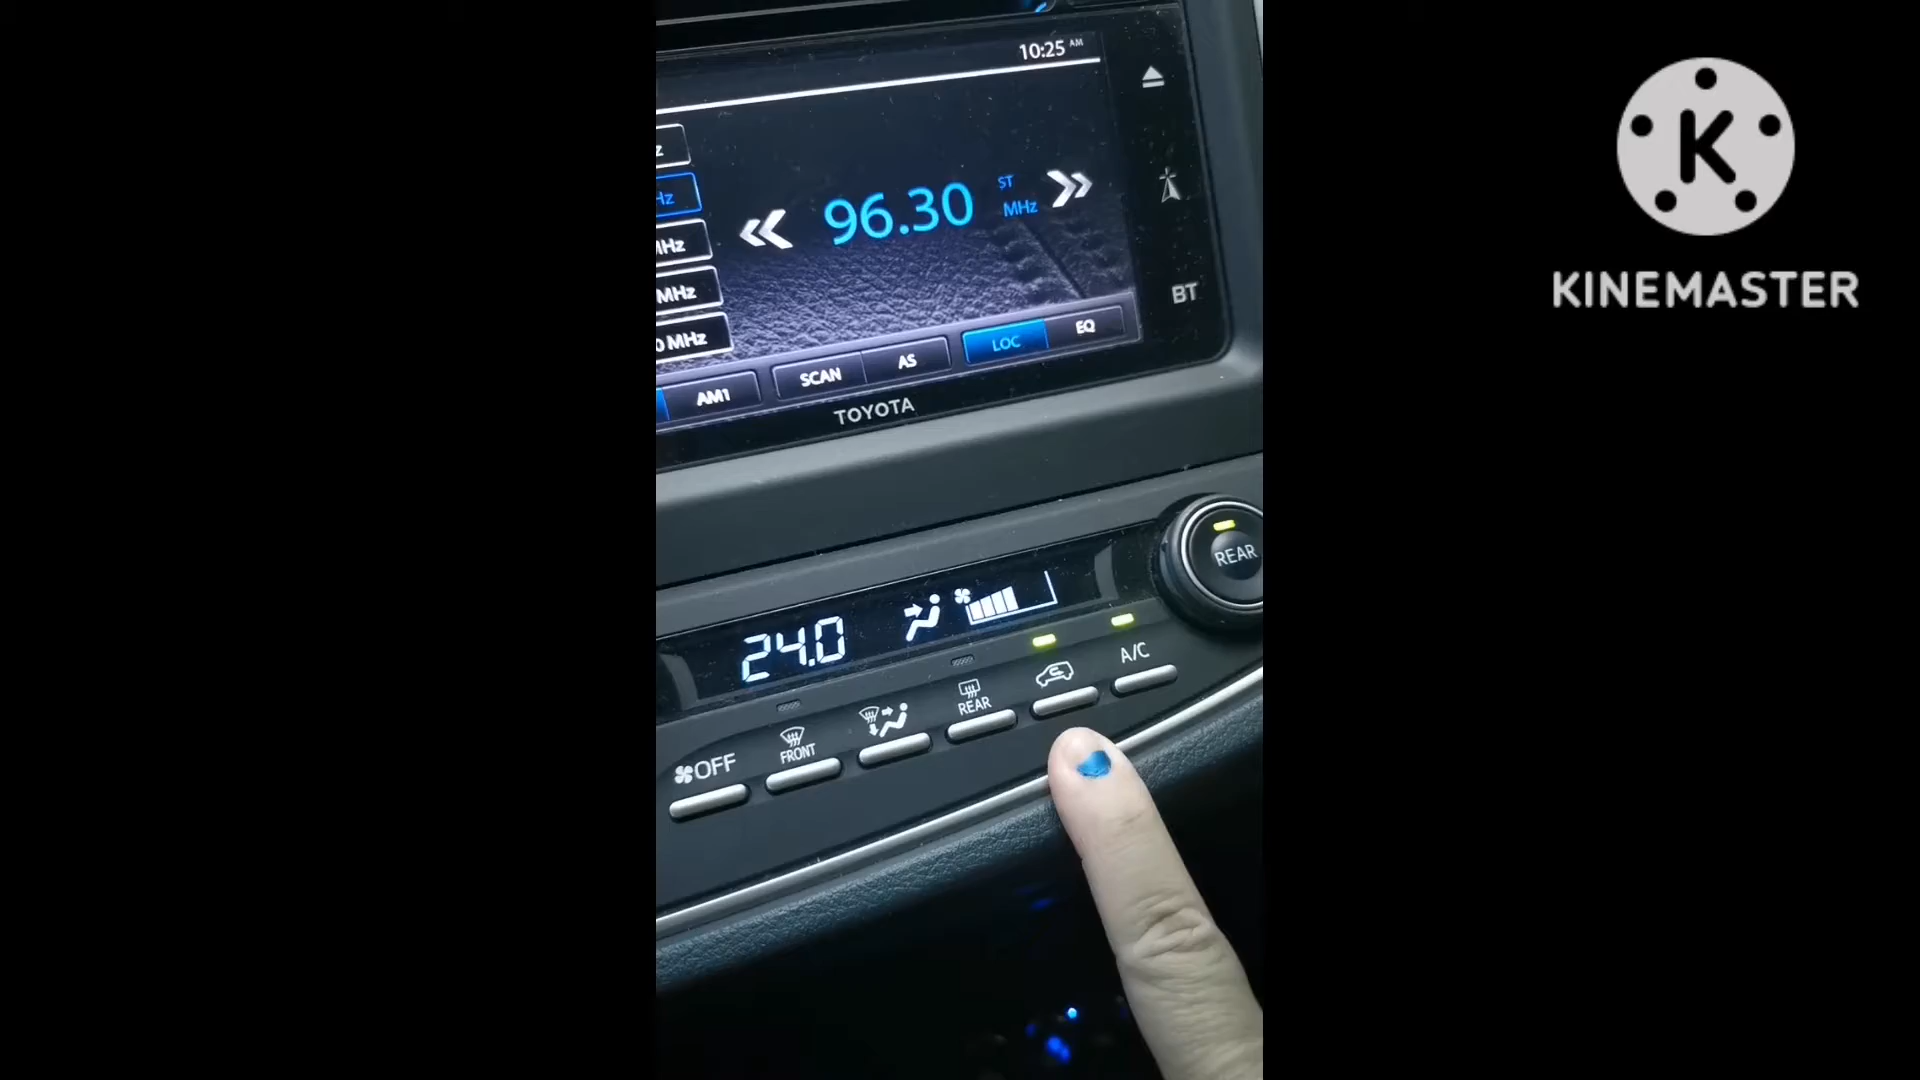 10:25 AM
z
Hz
MHz
MHz
0 MHz
96.30
ST
MHz
BT
AM1
SCAN
AS
LOC
EQ
TOYOTA
REAR
24.0
OFF
FRONT
REAR
A/C
K
KINEMASTER